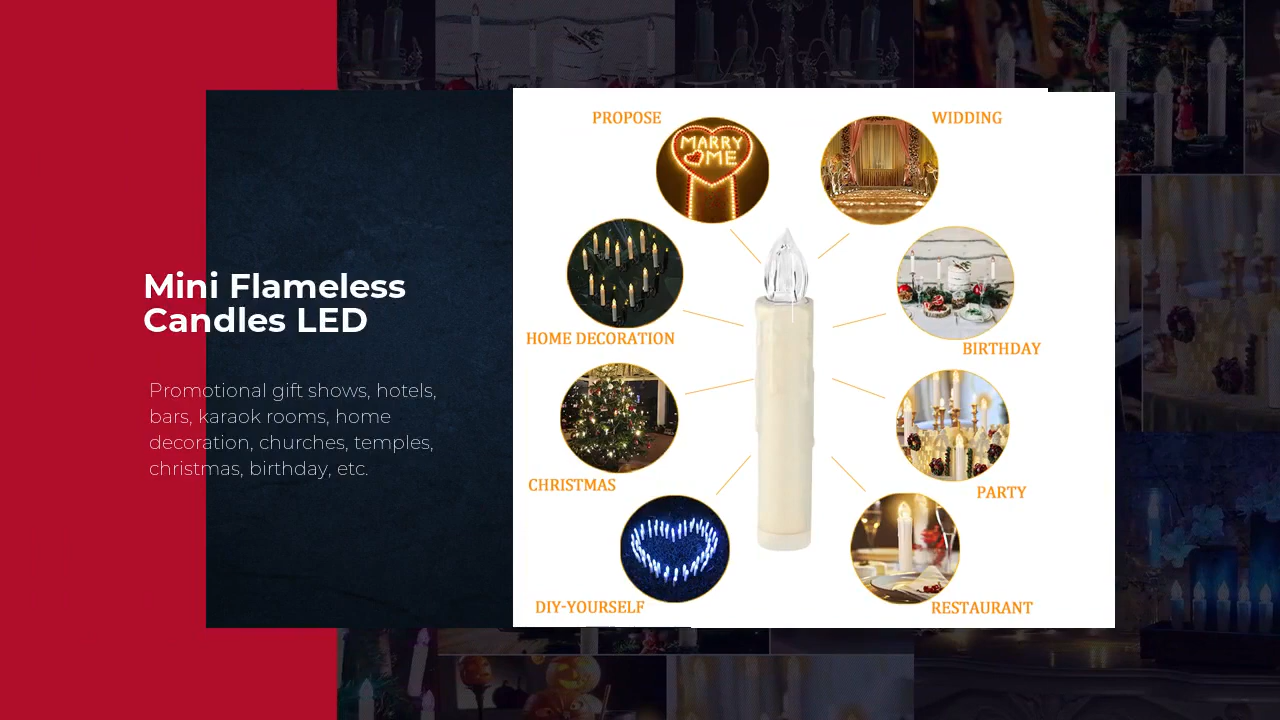 Mini Flameless
Candles LED
Promotional gift shows, hotels,
bars, karaok rooms, home
decoration, churches, temples,
christmas, birthday, etc.
PROPOSE
WIDDING
MARRY
ME
HOME DECORATION
BIRTHDAY
CHRISTMAS
PARTY
DIY-YOURSELF
RESTAURANT